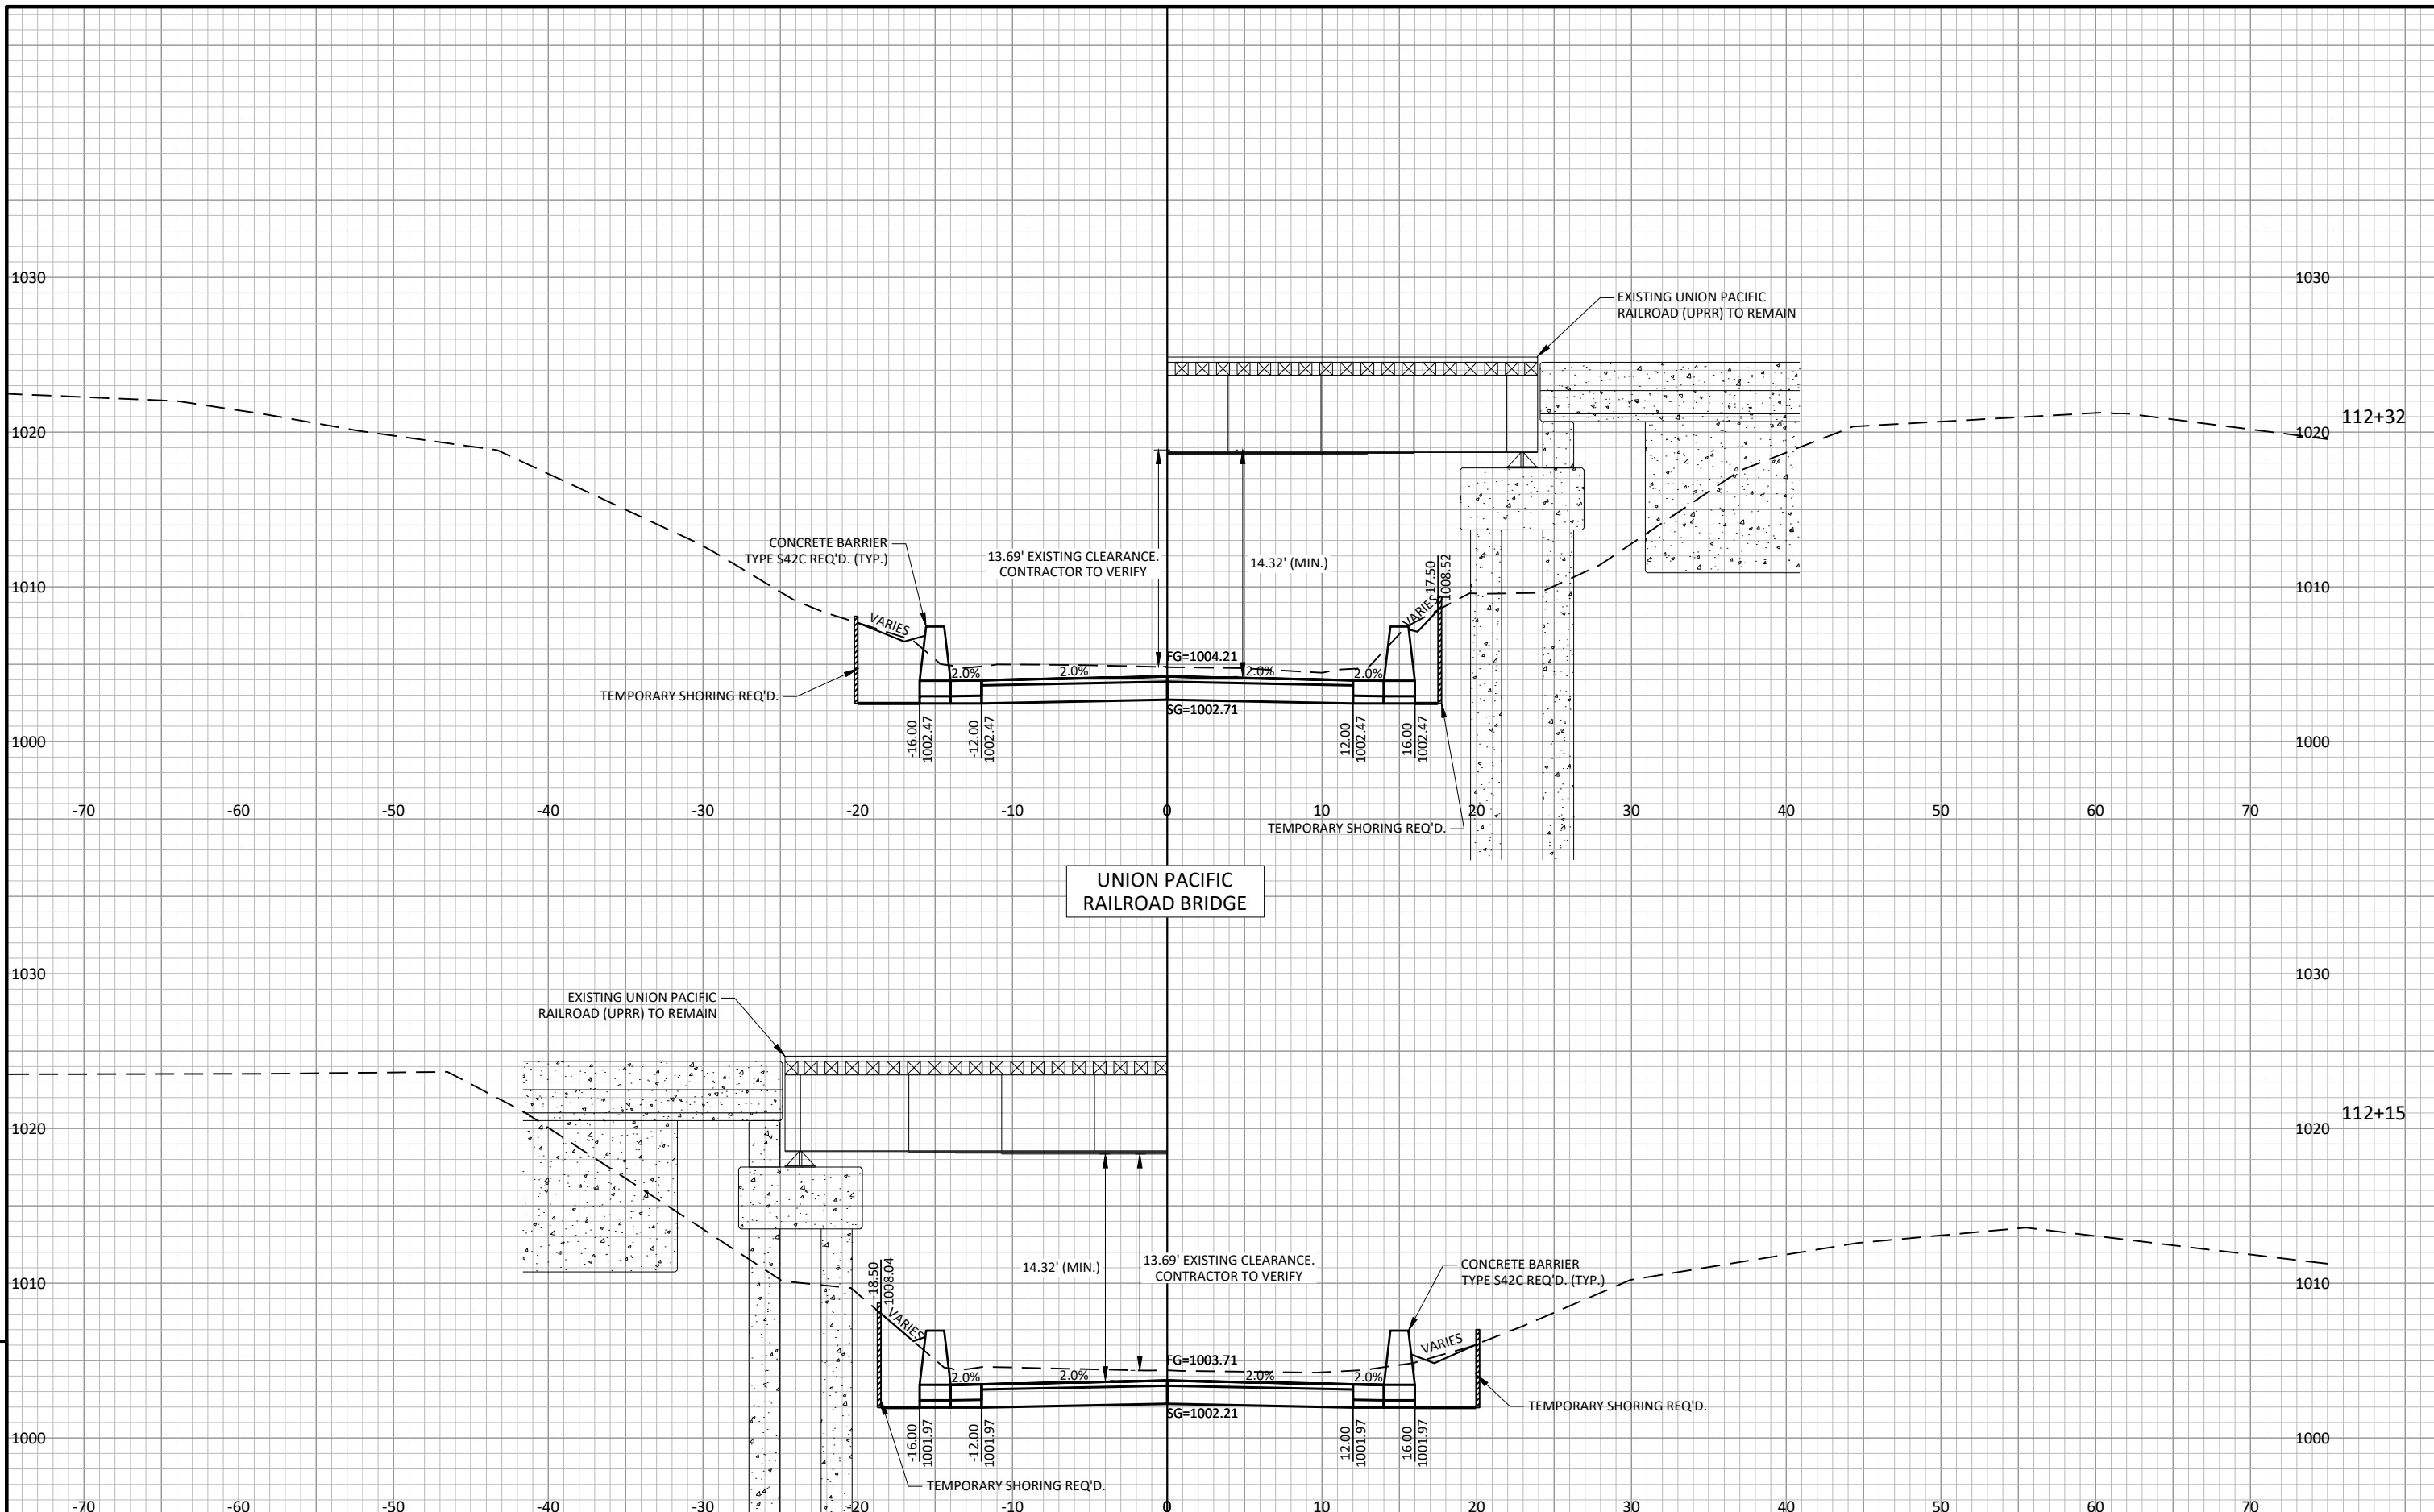 1030
1030
EXISTING UNION PACIFIC
RAILROAD (UPRR) TO REMAIN
112+32
1020
1020
CONCRETE BARRIER
TYPE S42C REQ'D. (TYP.)
13.69' EXISTING CLEARANCE.
CONTRACTOR TO VERIFY
14.32' (MIN.)
17.50
1008.52
1010
1010
VARIES
VARIES
FG=1004.21
2.0%
2.0%
2.0%
2.0%
TEMPORARY SHORING REQ'D.
SG=1002.71
-16.00
1002.47
-12.00
1002.47
12.00
1002.47
16.00
1002.47
1000
1000
-70 -60 -50 -40 -30 -20 -10 0 10 20 30 40 50 60 70
TEMPORARY SHORING REQ'D.
UNION PACIFIC
RAILROAD BRIDGE
1030
1030
EXISTING UNION PACIFIC
RAILROAD (UPRR) TO REMAIN
112+15
1020
1020
14.32' (MIN.)
13.69' EXISTING CLEARANCE.
CONTRACTOR TO VERIFY
CONCRETE BARRIER
TYPE S42C REQ'D. (TYP.)
-18.50
1008.04
1010
1010
VARIES
VARIES
FG=1003.71
2.0%
2.0%
2.0%
2.0%
SG=1002.21
TEMPORARY SHORING REQ'D.
-16.00
1001.97
-12.00
1001.97
12.00
1001.97
16.00
1001.97
1000
1000
TEMPORARY SHORING REQ'D.
-70 -60 -50 -40 -30 -20 -10 0 10 20 30 40 50 60 70